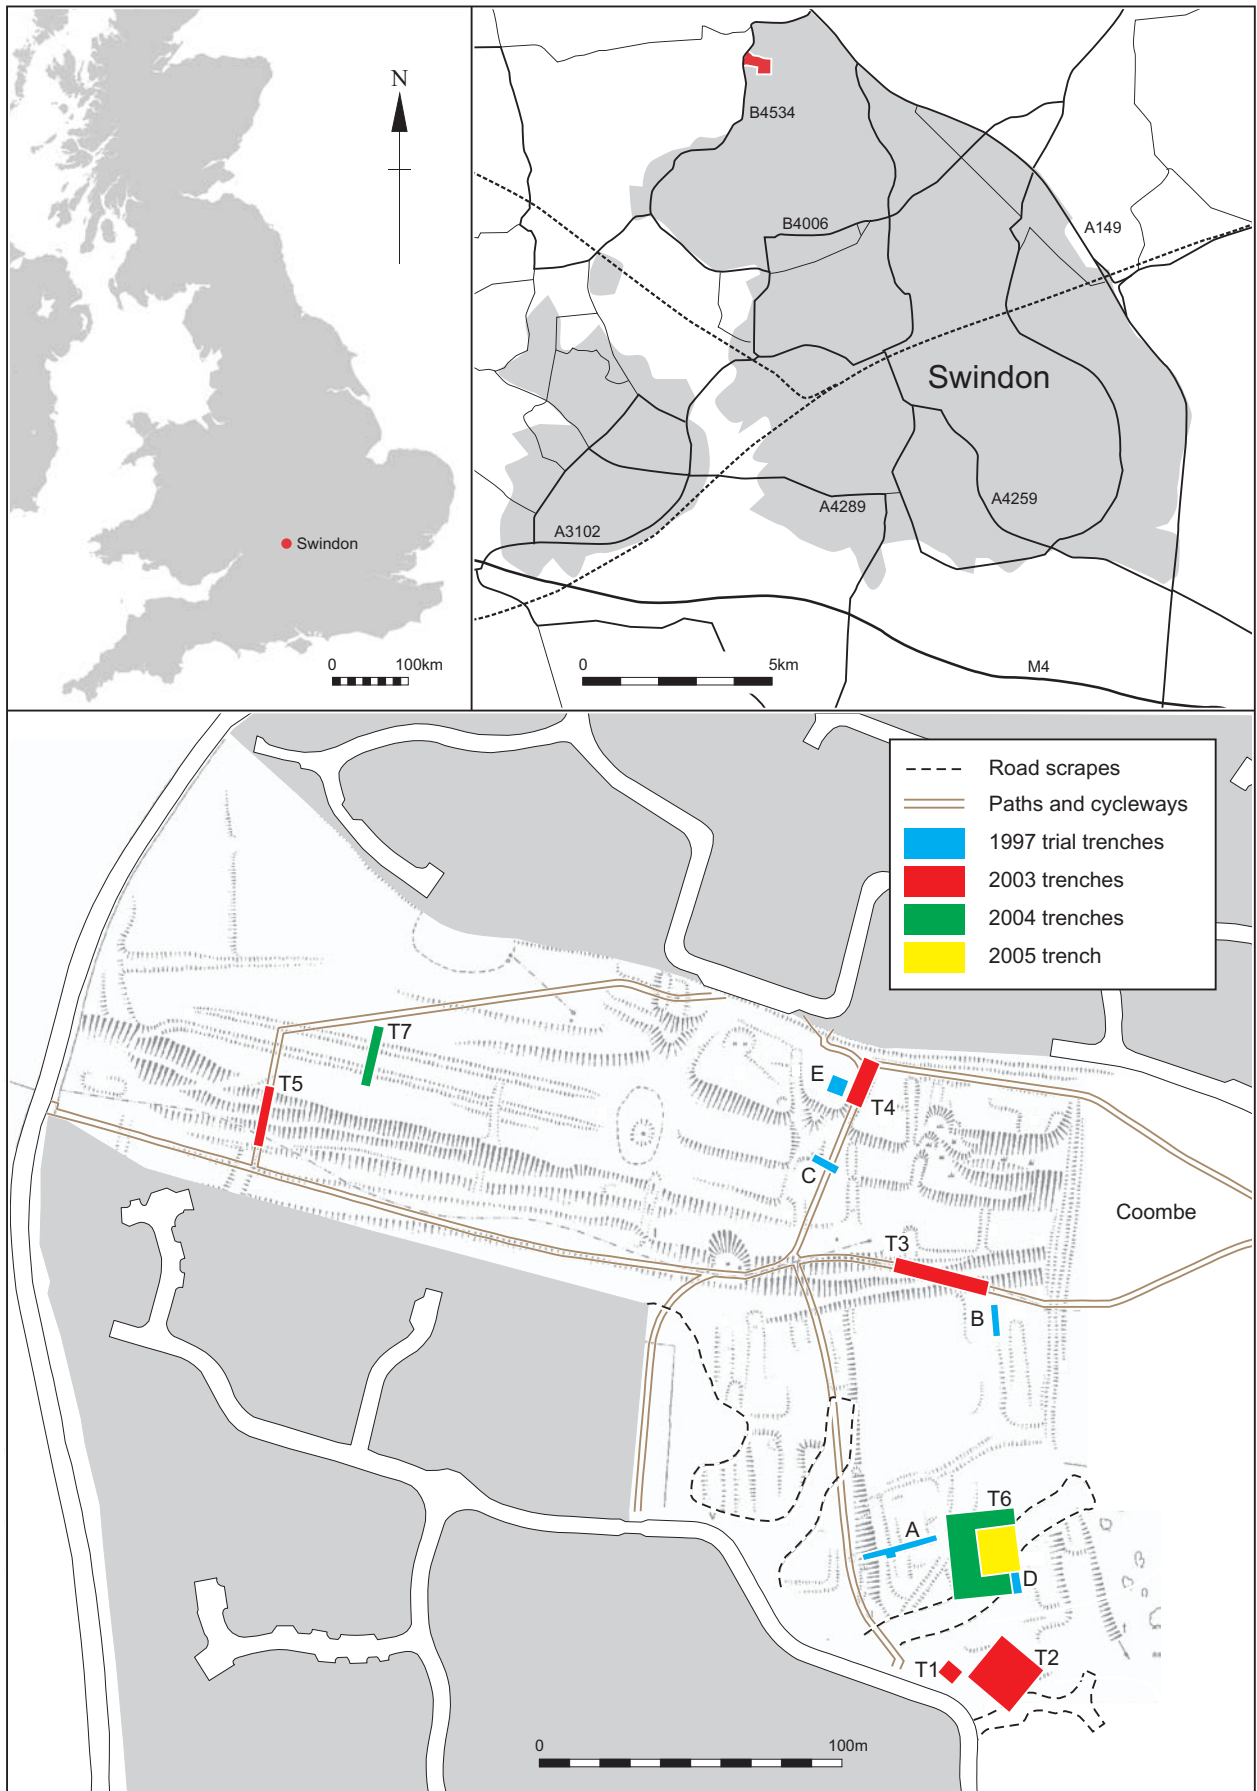 N
Swindon
0 100km
B4534
B4006
A149
Swindon
A4289
A4259
A3102
M4
0 5km
Road scrapes
Paths and cycleways
1997 trial trenches
2003 trenches
2004 trenches
2005 trench
T7
T5
E
T4
C
Coombe
T3
B
T6
A
D
T1
T2
0 100m